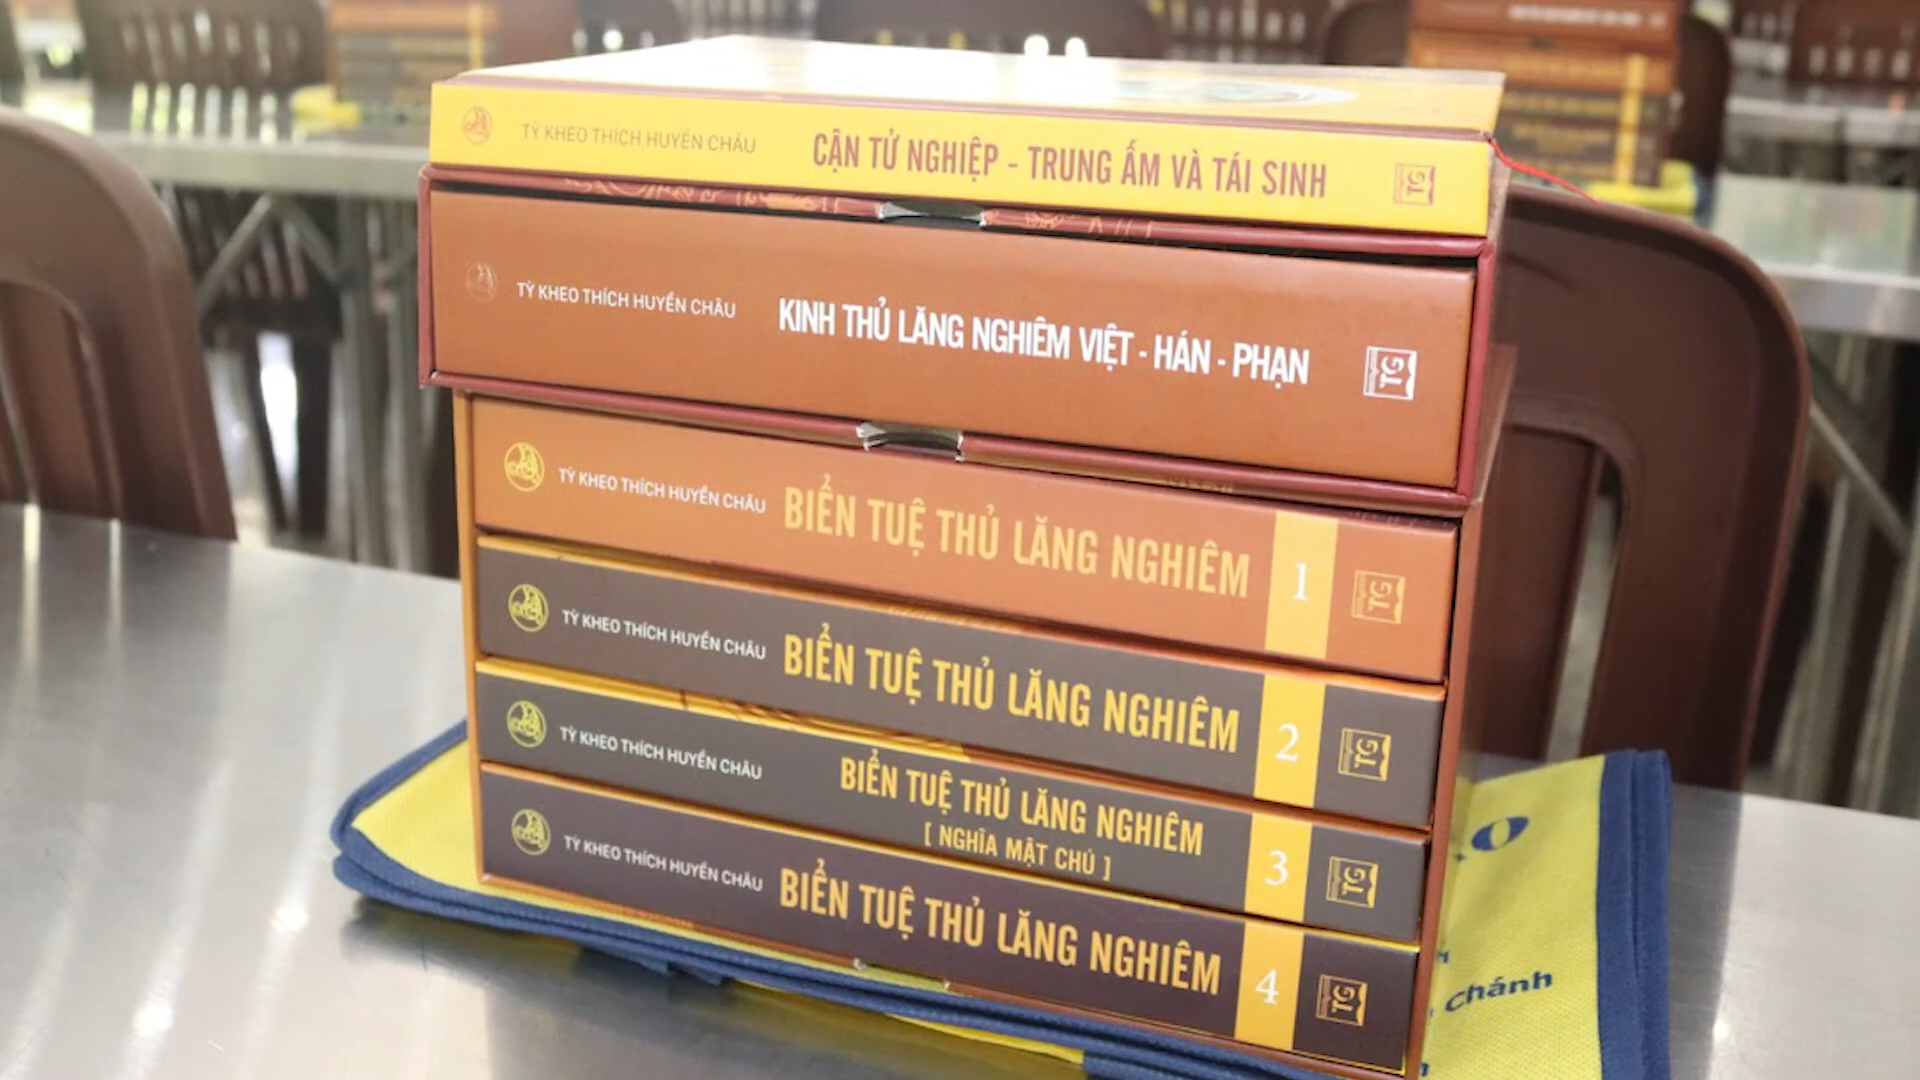 TỲ KHEO THÍCH HUYỀN CHÂU CẬN TỬ NGHIỆP - TRUNG ẤM VÀ TÁI SINH TG
TỲ KHEO THÍCH HUYỀN CHÂU KINH THỦ LĂNG NGHIÊM VIỆT - HÁN - PHẠN TG
TỲ KHEO THÍCH HUYỀN CHÂU BIỂN TUỆ THỦ LĂNG NGHIÊM 1 TG
TỲ KHEO THÍCH HUYỀN CHÂU BIỂN TUỆ THỦ LĂNG NGHIÊM 2 TG
TỲ KHEO THÍCH HUYỀN CHÂU BIỂN TUỆ THỦ LĂNG NGHIÊM 3 TG
[ NGHĨA MẬT CHÚ ]
TỲ KHEO THÍCH HUYỀN CHÂU BIỂN TUỆ THỦ LĂNG NGHIÊM 4 TG
Chánh